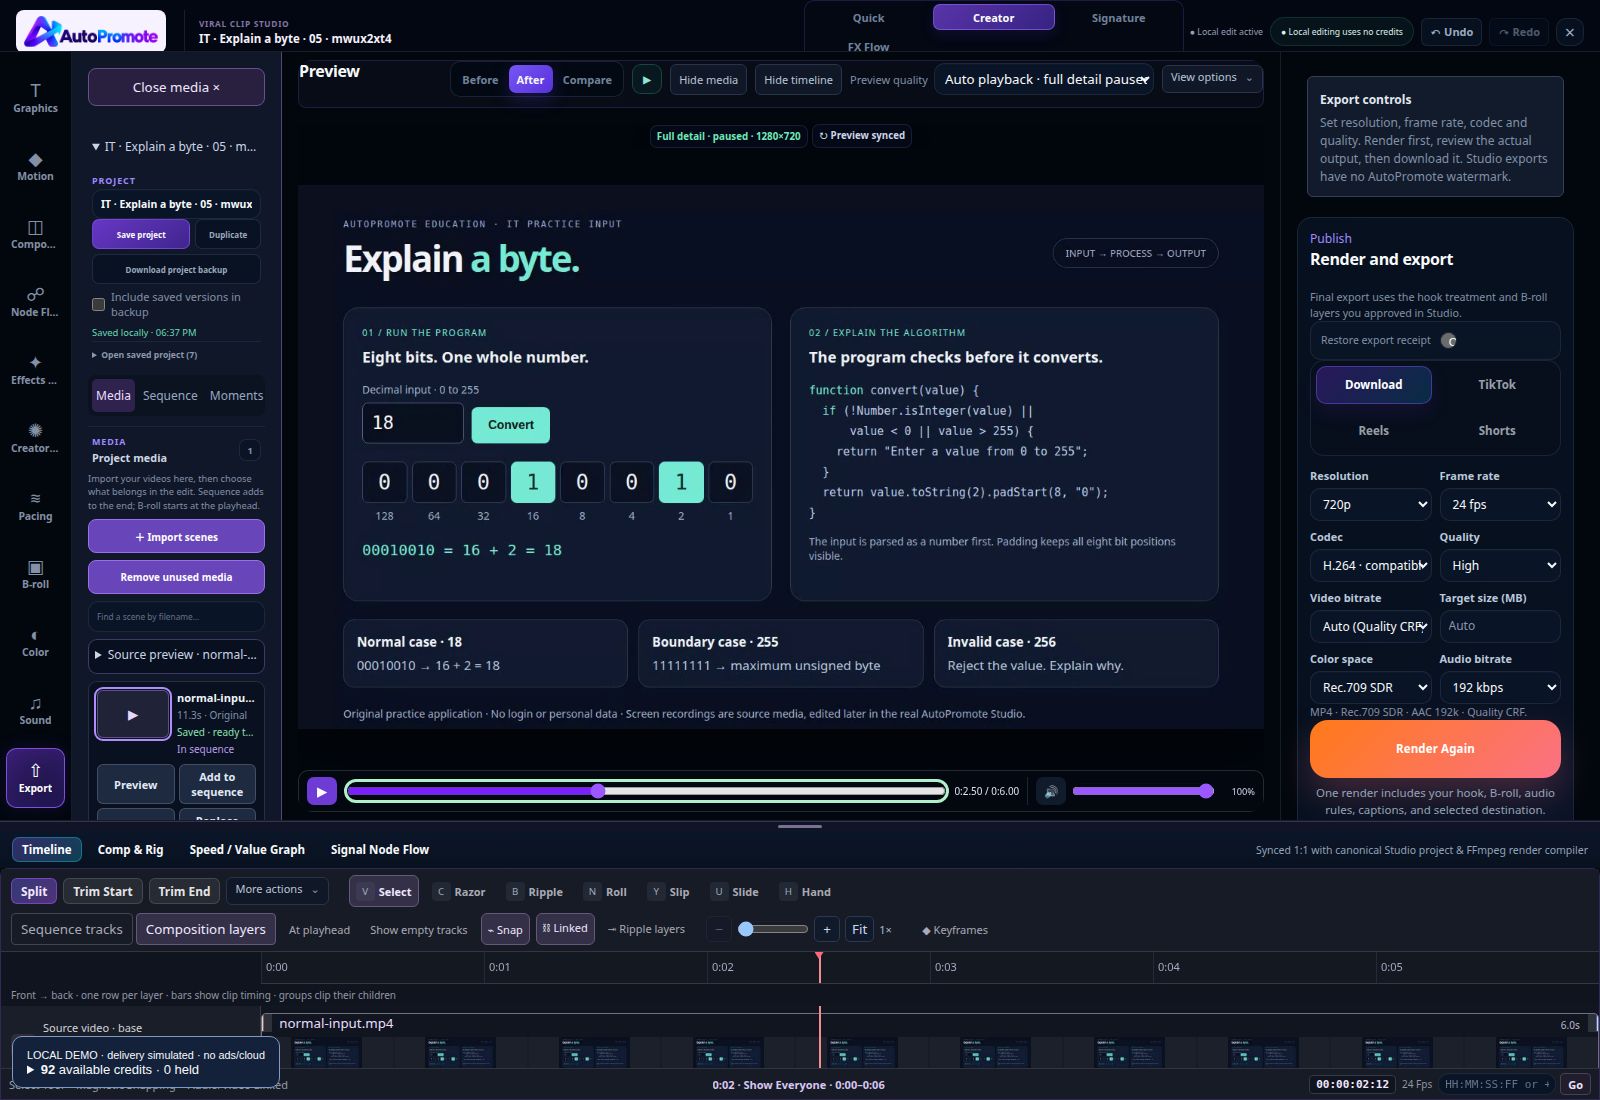 AutoPromote
VIRAL CLIP STUDIO
IT · Explain a byte · 05 · mwux2xt4
Quick
Creator
Signature
FX Flow
● Local edit active
● Local editing uses no credits
↶ Undo
↷ Redo
✕
T
Graphics
◆
Motion
Compo...
Node Fl...
Effects ...
Creator...
Pacing
B-roll
Color
Sound
Export
Close media ×
▼ IT · Explain a byte · 05 · m...
PROJECT
IT · Explain a byte · 05 · mwux
Save project
Duplicate
Download project backup
Include saved versions in
backup
Saved locally · 06:37 PM
▶ Open saved project (7)
Media
Sequence
Moments
MEDIA
Project media
1
Import your videos here, then choose
what belongs in the edit. Sequence adds
to the end; B-roll starts at the playhead.
+ Import scenes
Remove unused media
Find a scene by filename...
▶ Source preview · normal-...
normal-inpu...
11.3s · Original
Saved · ready t...
In sequence
Preview
Add to
sequence
Preview
Before
After
Compare
▶
Hide media
Hide timeline
Preview quality
Auto playback · full detail paused
View options
Full detail · paused · 1280×720
↻ Preview synced
AUTOPROMOTE EDUCATION · IT PRACTICE INPUT
Explain a byte.
INPUT → PROCESS → OUTPUT
01 / RUN THE PROGRAM
Eight bits. One whole number.
Decimal input · 0 to 255
18
Convert
0 0 0 1 0 0 1 0
128 64 32 16 8 4 2 1
00010010 = 16 + 2 = 18
02 / EXPLAIN THE ALGORITHM
The program checks before it converts.
function convert(value) {
if (!Number.isInteger(value) ||
value < 0 || value > 255) {
return "Enter a value from 0 to 255";
}
return value.toString(2).padStart(8, "0");
}
The input is parsed as a number first. Padding keeps all eight bit positions
visible.
Normal case · 18
00010010 → 16 + 2 = 18
Boundary case · 255
11111111 → maximum unsigned byte
Invalid case · 256
Reject the value. Explain why.
Original practice application · No login or personal data · Screen recordings are source media, edited later in the real AutoPromote Studio.
0:2.50 / 0:6.00
100%
Export controls
Set resolution, frame rate, codec and
quality. Render first, review the actual
output, then download it. Studio exports
have no AutoPromote watermark.
Publish
Render and export
Final export uses the hook treatment and B-roll
layers you approved in Studio.
Restore export receipt
Download
TikTok
Reels
Shorts
Resolution
Frame rate
720p
24 fps
Codec
Quality
H.264 · compatibl
High
Video bitrate
Target size (MB)
Auto (Quality CRF)
Auto
Color space
Audio bitrate
Rec.709 SDR
192 kbps
MP4 · Rec.709 SDR · AAC 192k · Quality CRF.
Render Again
One render includes your hook, B-roll, audio
rules, captions, and selected destination.
Timeline
Comp & Rig
Speed / Value Graph
Signal Node Flow
Synced 1:1 with canonical Studio project & FFmpeg render compiler
Split
Trim Start
Trim End
More actions
V Select
C Razor
B Ripple
N Roll
Y Slip
U Slide
H Hand
Sequence tracks
Composition layers
At playhead
Show empty tracks
Snap
Linked
Ripple layers
−
+
Fit
1×
◆ Keyframes
0:00 0:01 0:02 0:03 0:04 0:05
Front → back · one row per layer · bars show clip timing · groups clip their children
Source video · base
normal-input.mp4
6.0s
LOCAL DEMO · delivery simulated · no ads/cloud
▶ 92 available credits · 0 held
0:02 · Show Everyone · 0:00–0:06
00:00:02:12
24 Fps
HH:MM:SS:FF or +
Go